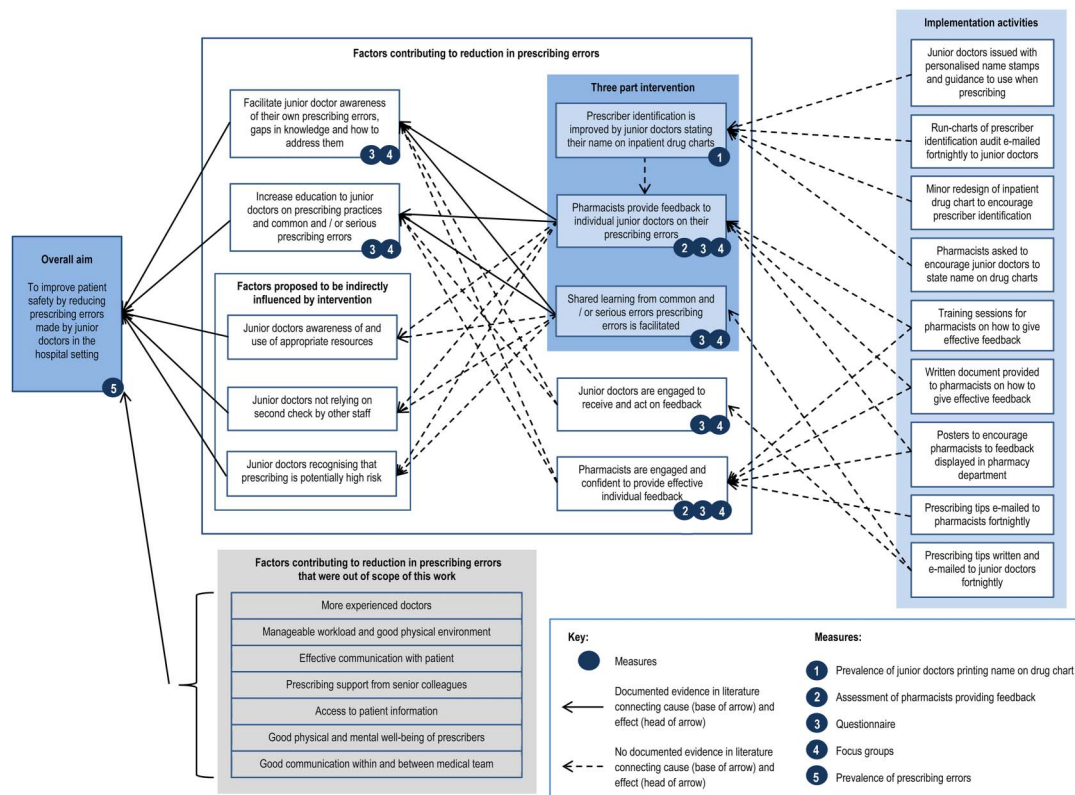 Factors contributing to reduction in prescribing errors
Facilitate junior doctor awareness
of their own prescribing errors,
gaps in knowledge and how to
address them
3 4
Increase education to junior
doctors on prescribing practices
and common and / or serious
prescribing errors
3 4
Factors proposed to be indirectly
influenced by intervention
Junior doctors awareness of and
use of appropriate resources
Junior doctors not relying on
second check by other staff
Junior doctors recognising that
prescribing is potentially high risk
Overall aim
To improve patient
safety by reducing
prescribing errors
made by junior
doctors in the
hospital setting
5
Three part intervention
Prescriber identification is
improved by junior doctors stating
their name on inpatient drug charts
1
Pharmacists provide feedback to
individual junior doctors on their
prescribing errors
2 3 4
Shared learning from common and
/ or serious errors prescribing
errors is facilitated
3 4
Junior doctors are engaged to
receive and act on feedback
3 4
Pharmacists are engaged and
confident to provide effective
individual feedback
2 3 4
Implementation activities
Junior doctors issued with
personalised name stamps
and guidance to use when
prescribing
Run-charts of prescriber
identification audit e-mailed
fortnightly to junior doctors
Minor redesign of inpatient
drug chart to encourage
prescriber identification
Pharmacists asked to
encourage junior doctors to
state name on drug charts
Training sessions for
pharmacists on how to give
effective feedback
Written document provided
to pharmacists on how to
give effective feedback
Posters to encourage
pharmacists to feedback
displayed in pharmacy
department
Prescribing tips e-mailed to
pharmacists fortnightly
Prescribing tips written and
e-mailed to junior doctors
fortnightly
Factors contributing to reduction in prescribing errors
that were out of scope of this work
More experienced doctors
Manageable workload and good physical environment
Effective communication with patient
Prescribing support from senior colleagues
Access to patient information
Good physical and mental well-being of prescribers
Good communication within and between medical team
Key:
Measures
Documented evidence in literature
connecting cause (base of arrow) and
effect (head of arrow)
No documented evidence in literature
connecting cause (base of arrow) and
effect (head of arrow)
Measures:
1 Prevalence of junior doctors printing name on drug chart
2 Assessment of pharmacists providing feedback
3 Questionnaire
4 Focus groups
5 Prevalence of prescribing errors